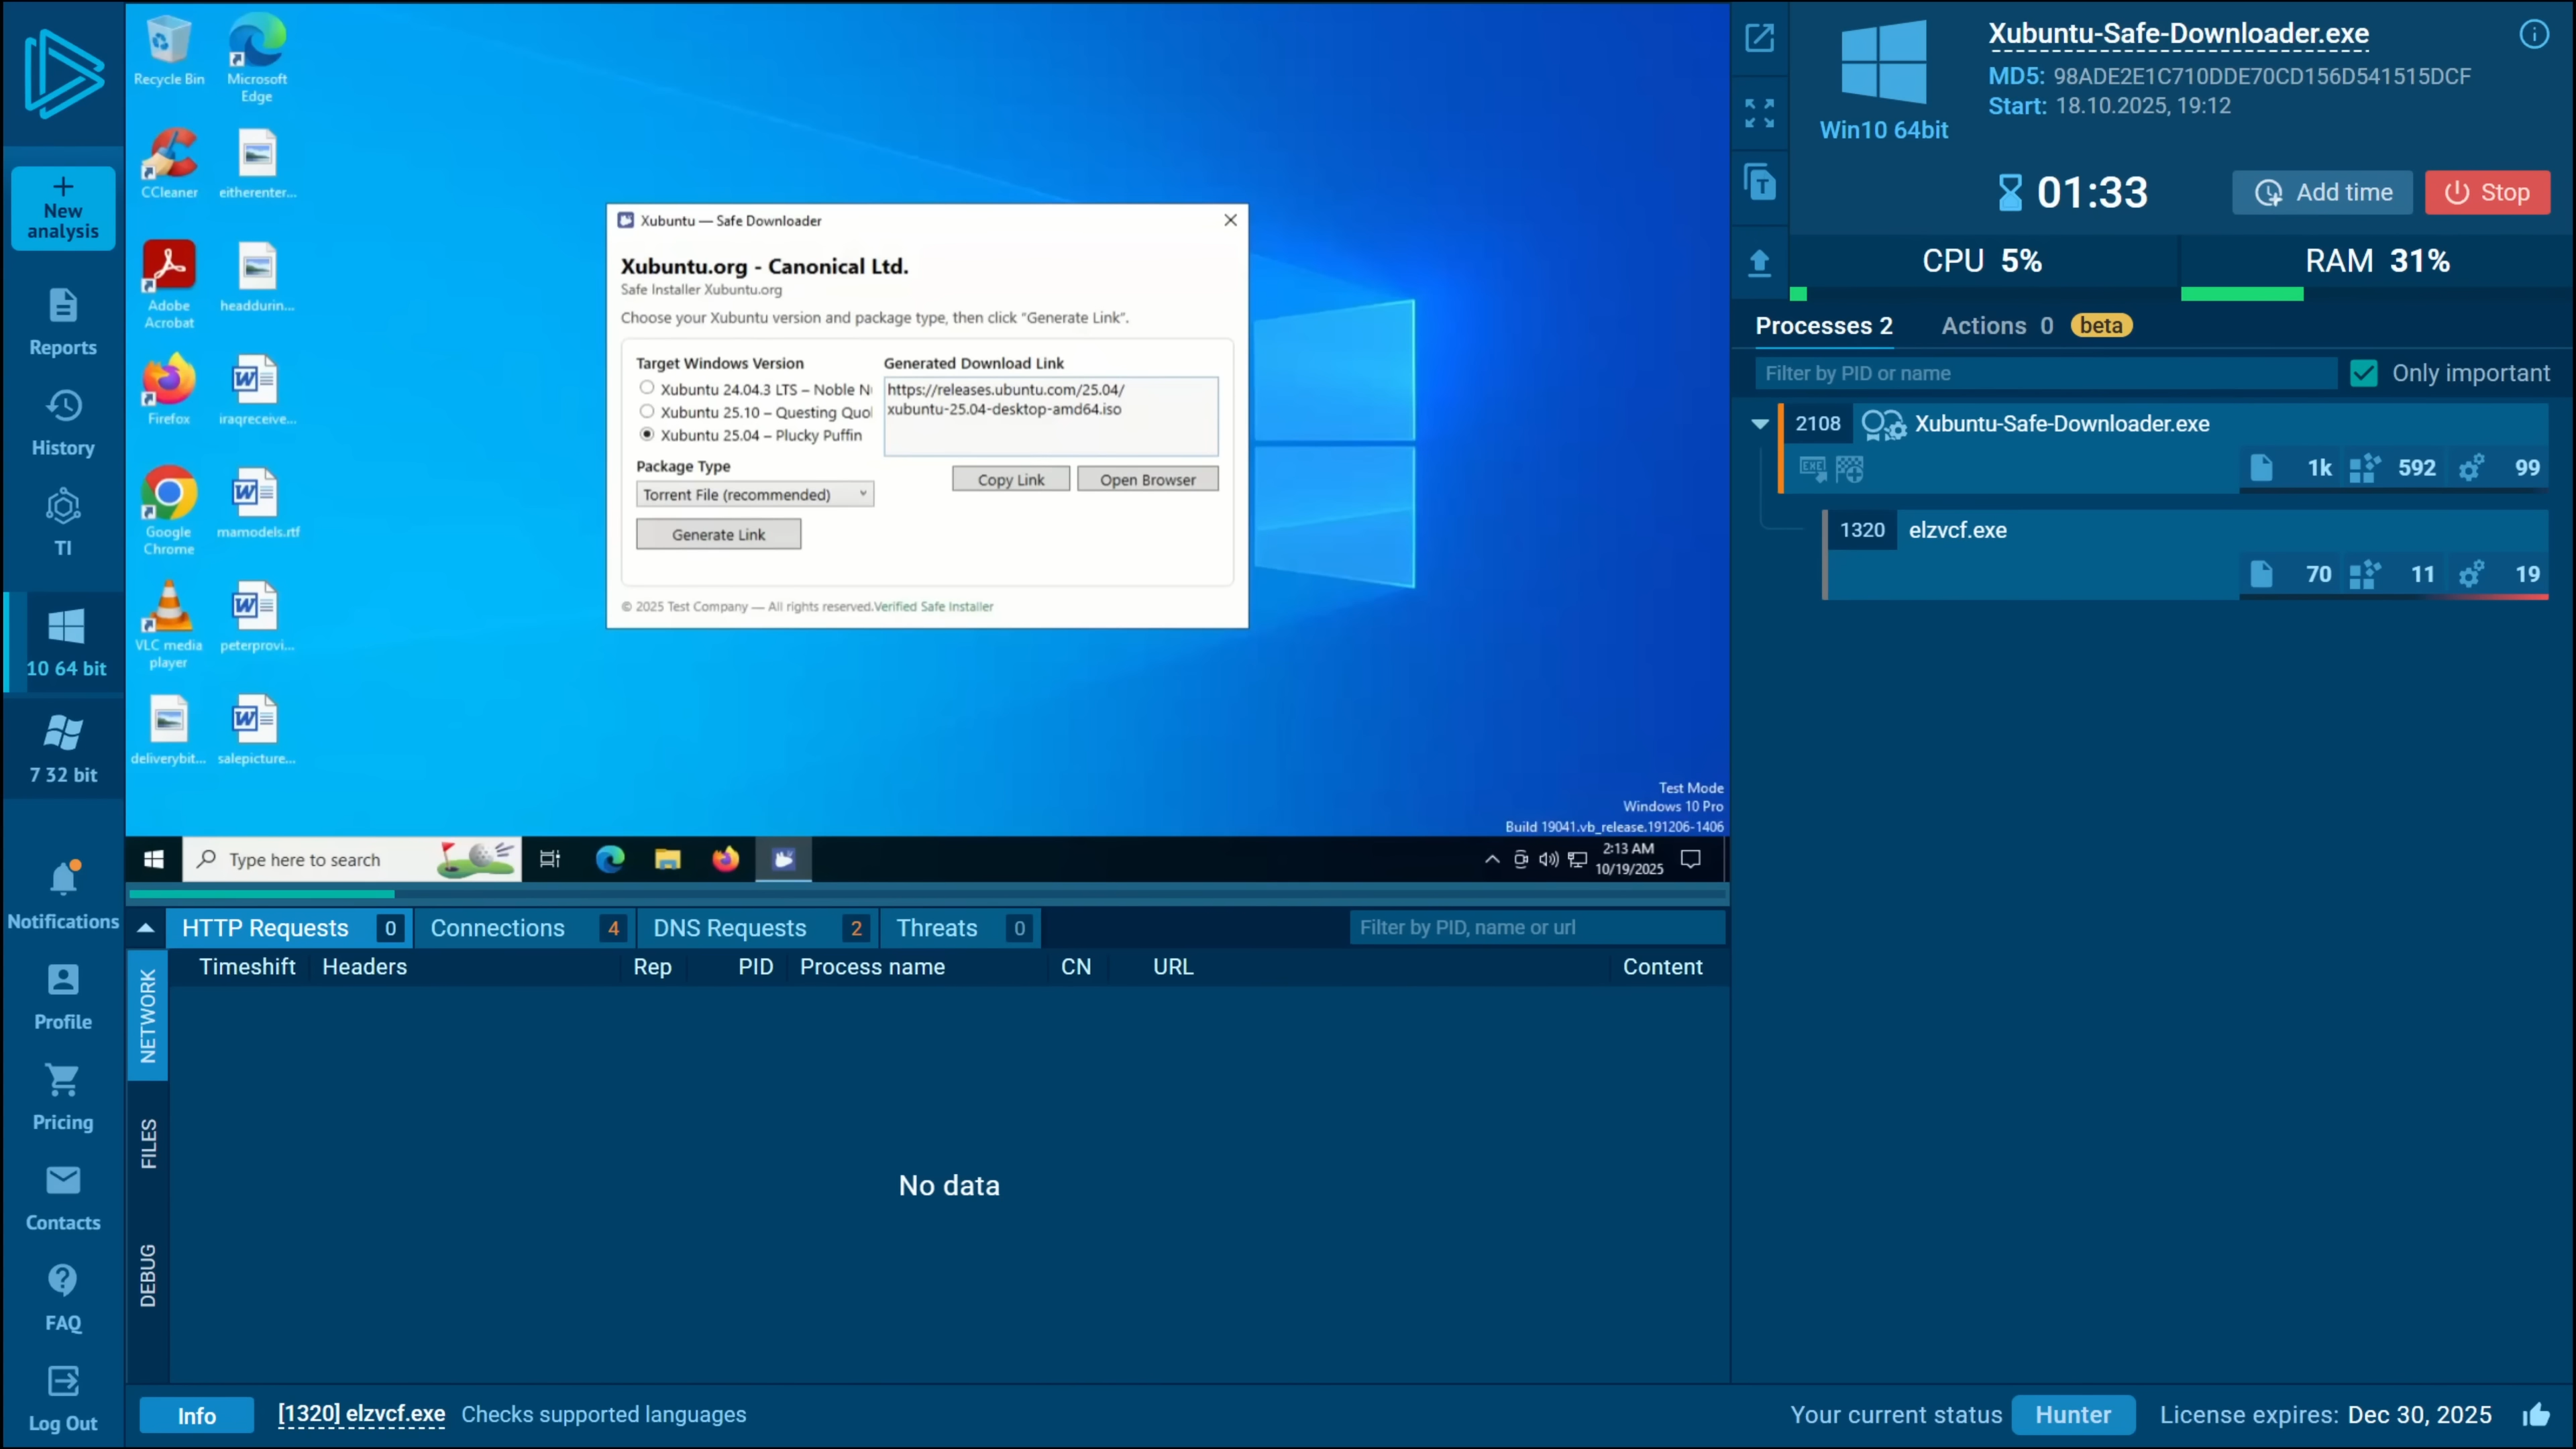 New
analysis
Reports
History
TI
10 64 bit
7 32 bit
Notifications
Profile
Pricing
Contacts
FAQ
Log Out
Recycle Bin
Microsoft
Edge
CCleaner
eitherenter...
Adobe
Acrobat
headdurin...
Firefox
iraqreceive...
Google
Chrome
mamodels.rtf
VLC media
player
peterprovi...
deliverybit...
salepicture...
Xubuntu — Safe Downloader
Xubuntu.org - Canonical Ltd.
Safe Installer Xubuntu.org
Choose your Xubuntu version and package type, then click “Generate Link”.
Target Windows Version
Xubuntu 24.04.3 LTS – Noble Nu
Xubuntu 25.10 – Questing Quol
Xubuntu 25.04 – Plucky Puffin
Package Type
Torrent File (recommended)
Generate Link
Generated Download Link
https://releases.ubuntu.com/25.04/
xubuntu-25.04-desktop-amd64.iso
Copy Link
Open Browser
© 2025 Test Company — All rights reserved.Verified Safe Installer
Test Mode
Windows 10 Pro
Build 19041.vb_release.191206-1406
Type here to search
2:13 AM
10/19/2025
HTTP Requests 0
Connections 4
DNS Requests 2
Threats 0
Filter by PID, name or url
Timeshift Headers Rep PID Process name CN URL Content
NETWORK
FILES
DEBUG
No data
Info
[1320] elzvcf.exe Checks supported languages
Win10 64bit
Xubuntu-Safe-Downloader.exe
MD5: 98ADE2E1C710DDE70CD156D541515DCF
Start: 18.10.2025, 19:12
01:33
Add time
Stop
CPU 5%
RAM 31%
Processes 2
Actions 0 beta
Filter by PID or name
Only important
2108 Xubuntu-Safe-Downloader.exe
EXE
1k 592 99
1320 elzvcf.exe
70 11 19
Your current status Hunter License expires: Dec 30, 2025